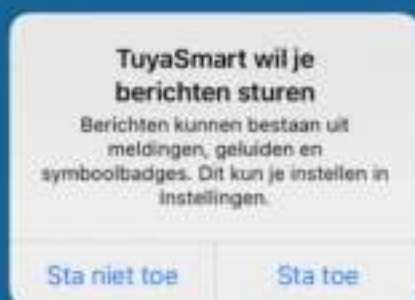 TuyaSmart wil je
berichten sturen
Berichten kunnen bestaan uit
meldingen, geluiden en
symboolbadges. Dit kun je instellen in
Instellingen.
Sta niet toe
Sta toe